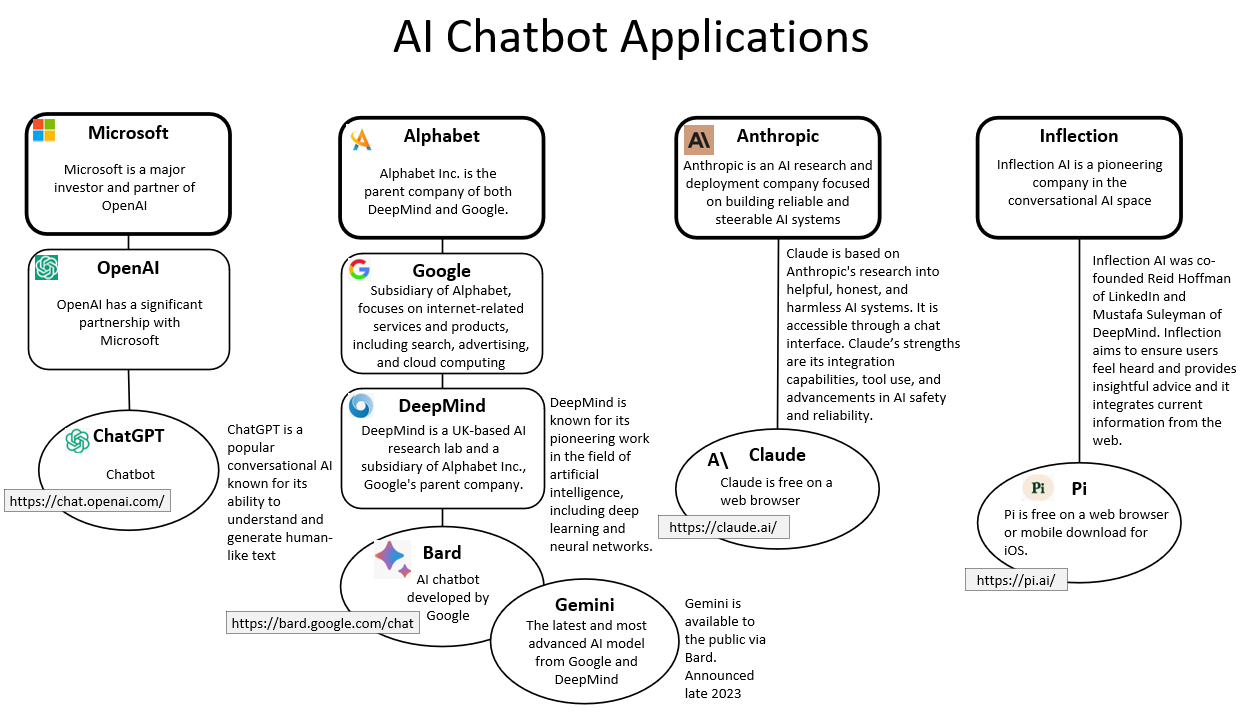 AI Chatbot Applications
Microsoft
Microsoft is a major
investor and partner of
OpenAI
OpenAI
OpenAI has a significant
partnership with
Microsoft
ChatGPT
Chatbot
https://chat.openai.com/
ChatGPT is a
popular
conversational AI
known for its
ability to
understand and
generate human-
like text
Alphabet
Alphabet Inc. is the
parent company of both
DeepMind and Google.
Google
Subsidiary of Alphabet,
focuses on internet-related
services and products,
including search, advertising,
and cloud computing
DeepMind
DeepMind is a UK-based AI
research lab and a
subsidiary of Alphabet Inc.,
Google's parent company.
DeepMind is
known for its
pioneering work
in the field of
artificial
intelligence,
including deep
learning and
neural networks.
Bard
AI chatbot
developed by
Google
https://bard.google.com/chat
Gemini
The latest and most
advanced AI model
from Google and
DeepMind
Gemini is
available to
the public via
Bard.
Announced
late 2023
A\
Anthropic
Anthropic is an AI research and
deployment company focused
on building reliable and
steerable AI systems
Claude is based on
Anthropic's research into
helpful, honest, and
harmless AI systems. It is
accessible through a chat
interface. Claude’s strengths
are its integration
capabilities, tool use, and
advancements in AI safety
and reliability.
A\
Claude
Claude is free on a
web browser
https://claude.ai/
Inflection
Inflection AI is a pioneering
company in the
conversational AI space
Inflection AI was co-
founded Reid Hoffman
of LinkedIn and
Mustafa Suleyman of
DeepMind. Inflection
aims to ensure users
feel heard and provides
insightful advice and it
integrates current
information from the
web.
Pi
Pi
Pi is free on a web browser
or mobile download for
iOS.
https://pi.ai/